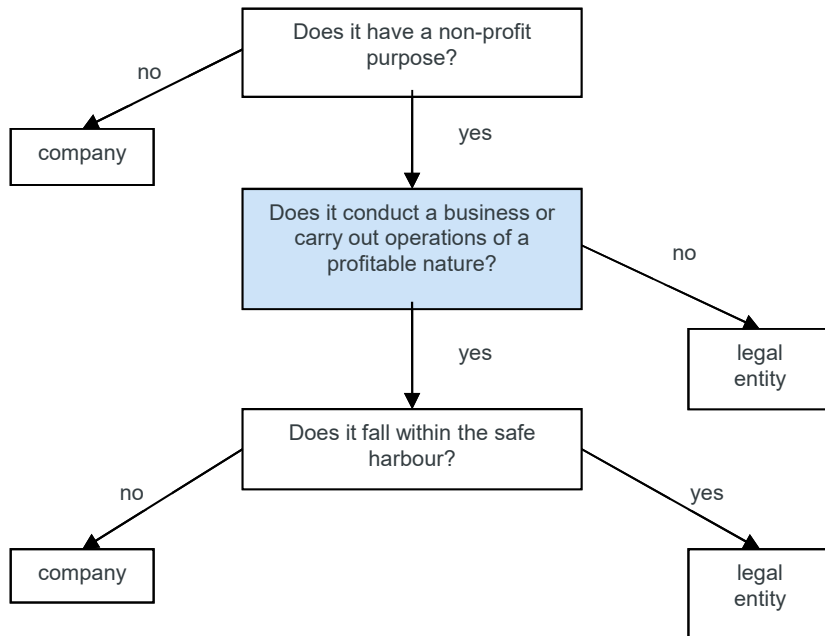 Does it have a non-profit
purpose?
no
yes
company
Does it conduct a business or
carry out operations of a
profitable nature?
no
yes
legal
entity
Does it fall within the safe
harbour?
no
yes
company
legal
entity